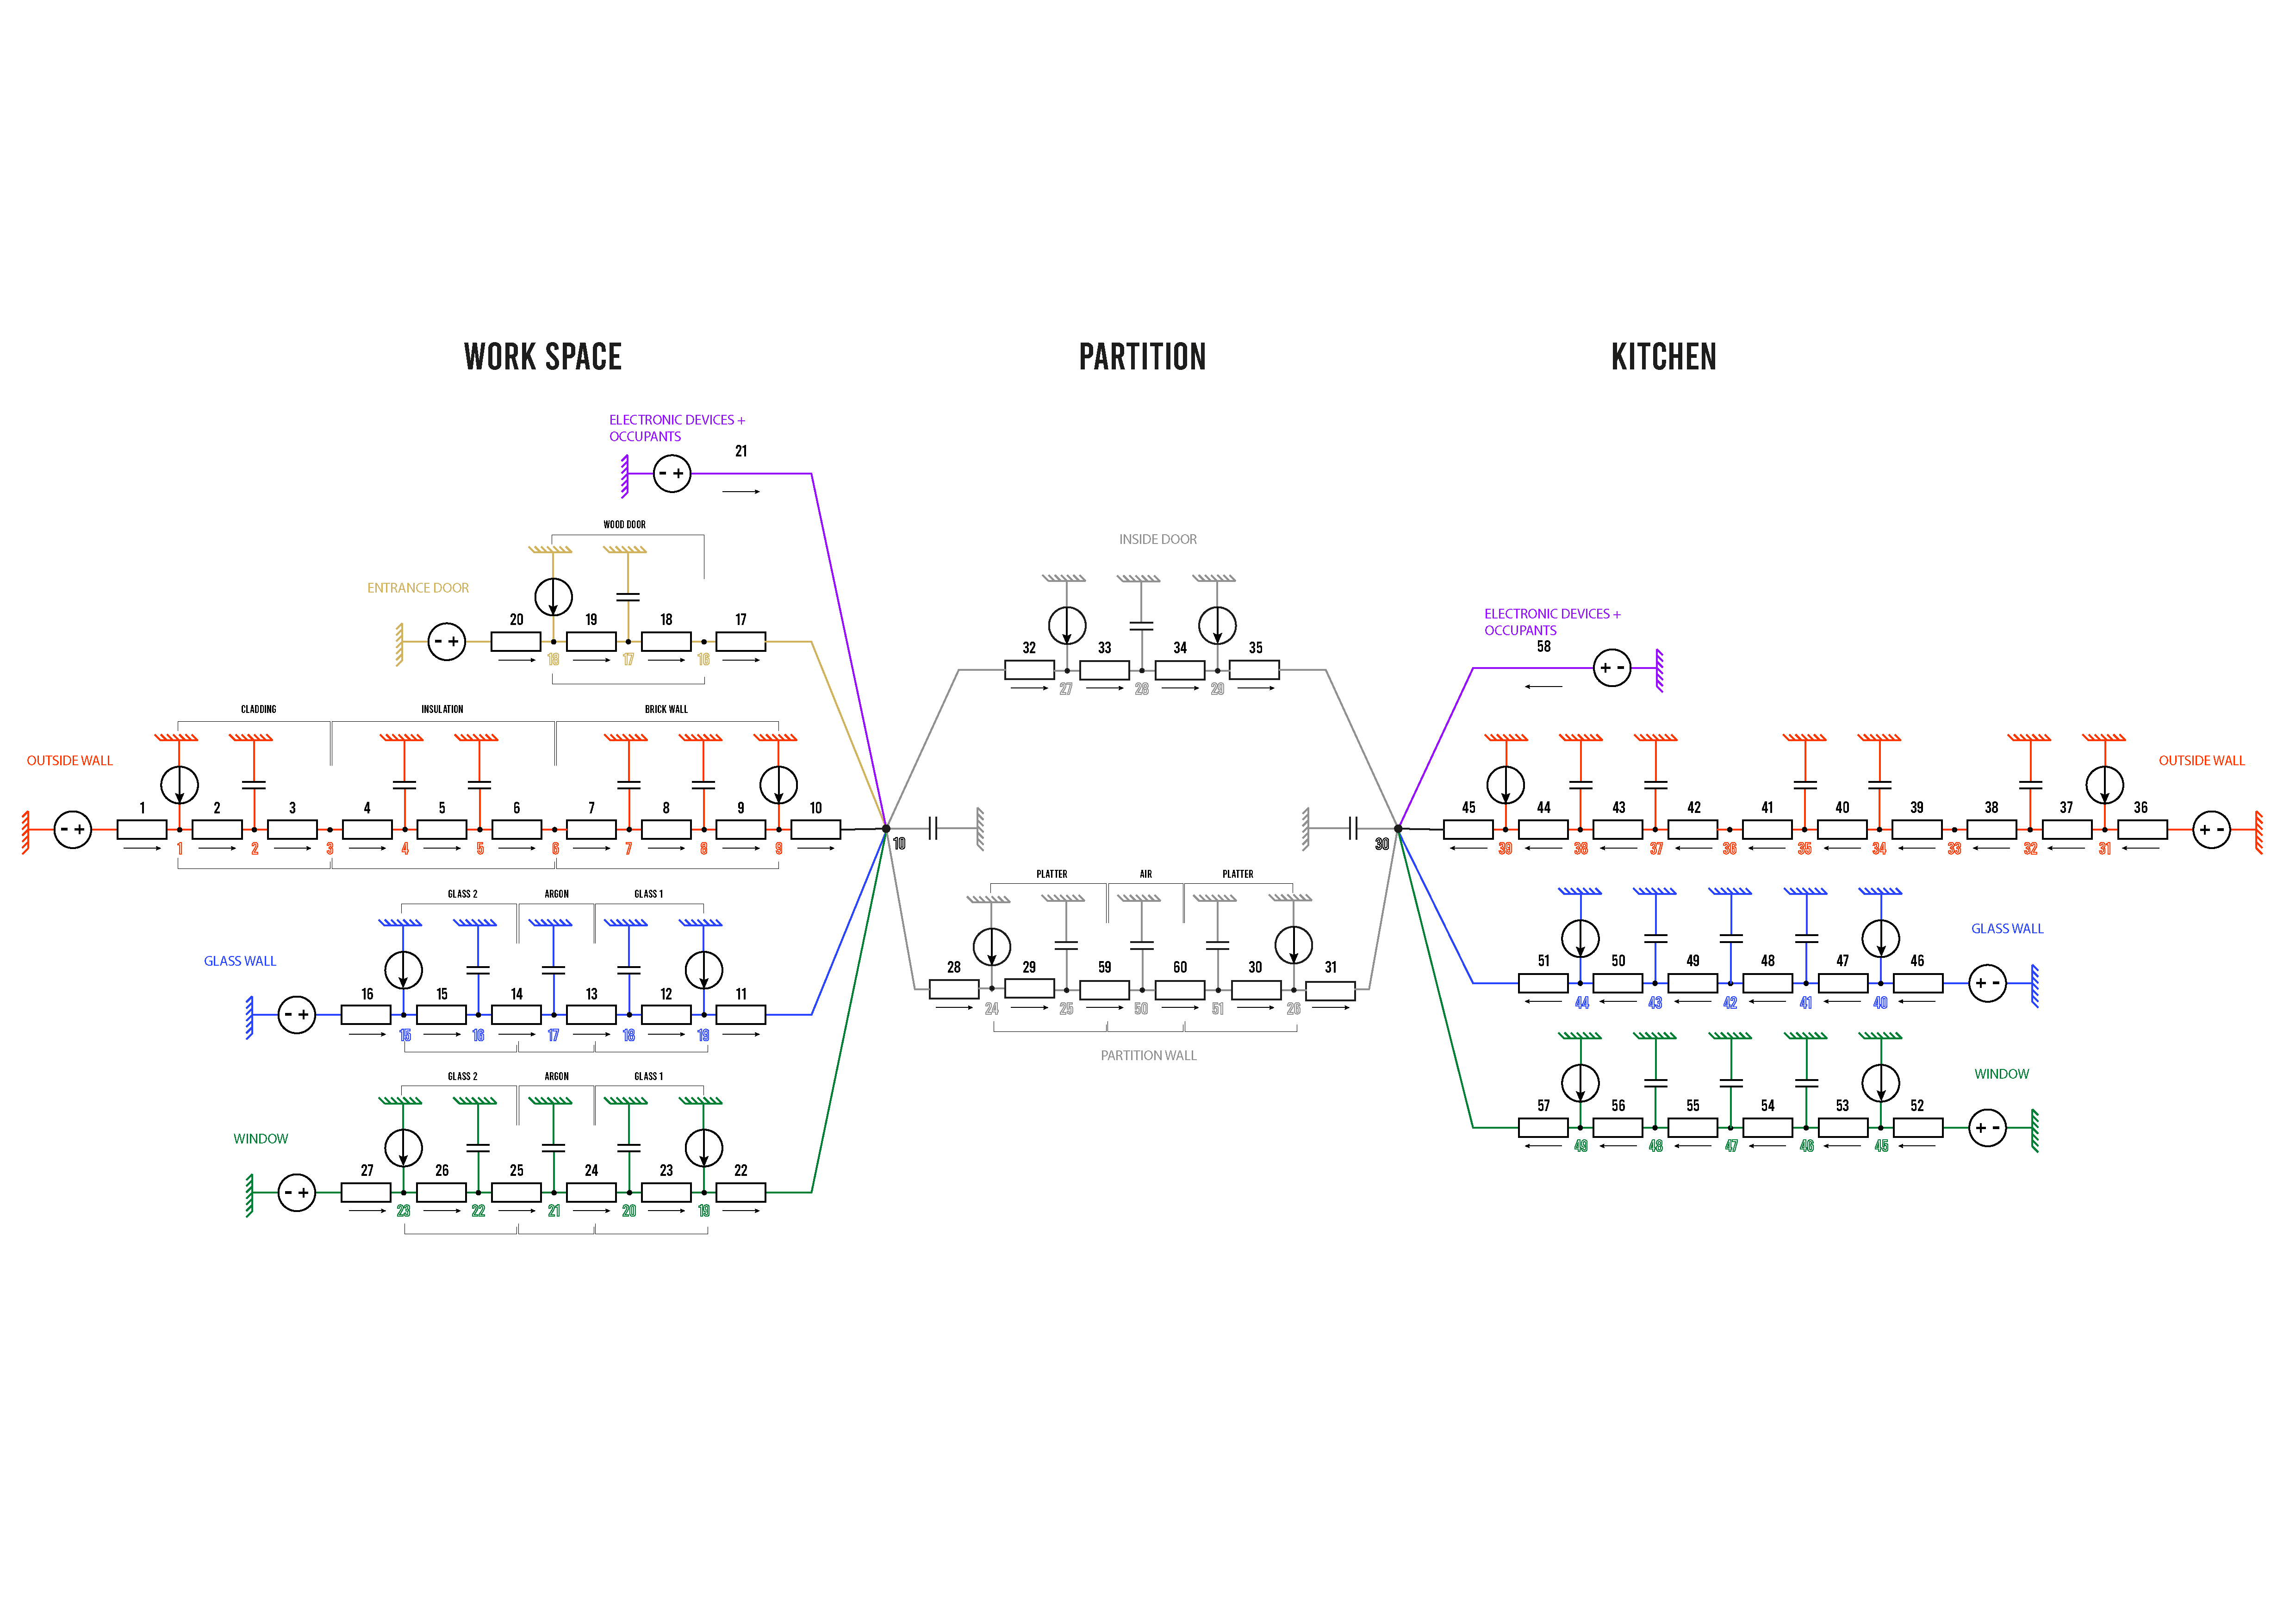 WORK SPACE
PARTITION
KITCHEN
ELECTRONIC DEVICES +
OCCUPANTS
21
- +
WOOD DOOR
ENTRANCE DOOR
20 19 18 17
- +
18 17 16
INSIDE DOOR
32 33 34 35
27 28 29
ELECTRONIC DEVICES +
OCCUPANTS
58
+ -
CLADDING INSULATION BRICK WALL
OUTSIDE WALL
1 2 3 4 5 6 7 8 9 10
- +
1 2 3 4 5 6 7 8 9
10
30
OUTSIDE WALL
45 44 43 42 41 40 39 38 37 36
+ -
39 38 37 36 35 34 33 32 31
GLASS 2 ARGON GLASS 1
GLASS WALL
16 15 14 13 12 11
- +
15 16 17 18 19
PLATTER AIR PLATTER
28 29 59 60 30 31
24 25 50 51 26
PARTITION WALL
GLASS WALL
51 50 49 48 47 46
+ -
44 43 42 41 40
GLASS 2 ARGON GLASS 1
WINDOW
27 26 25 24 23 22
- +
23 22 21 20 19
WINDOW
57 56 55 54 53 52
+ -
49 48 47 46 45